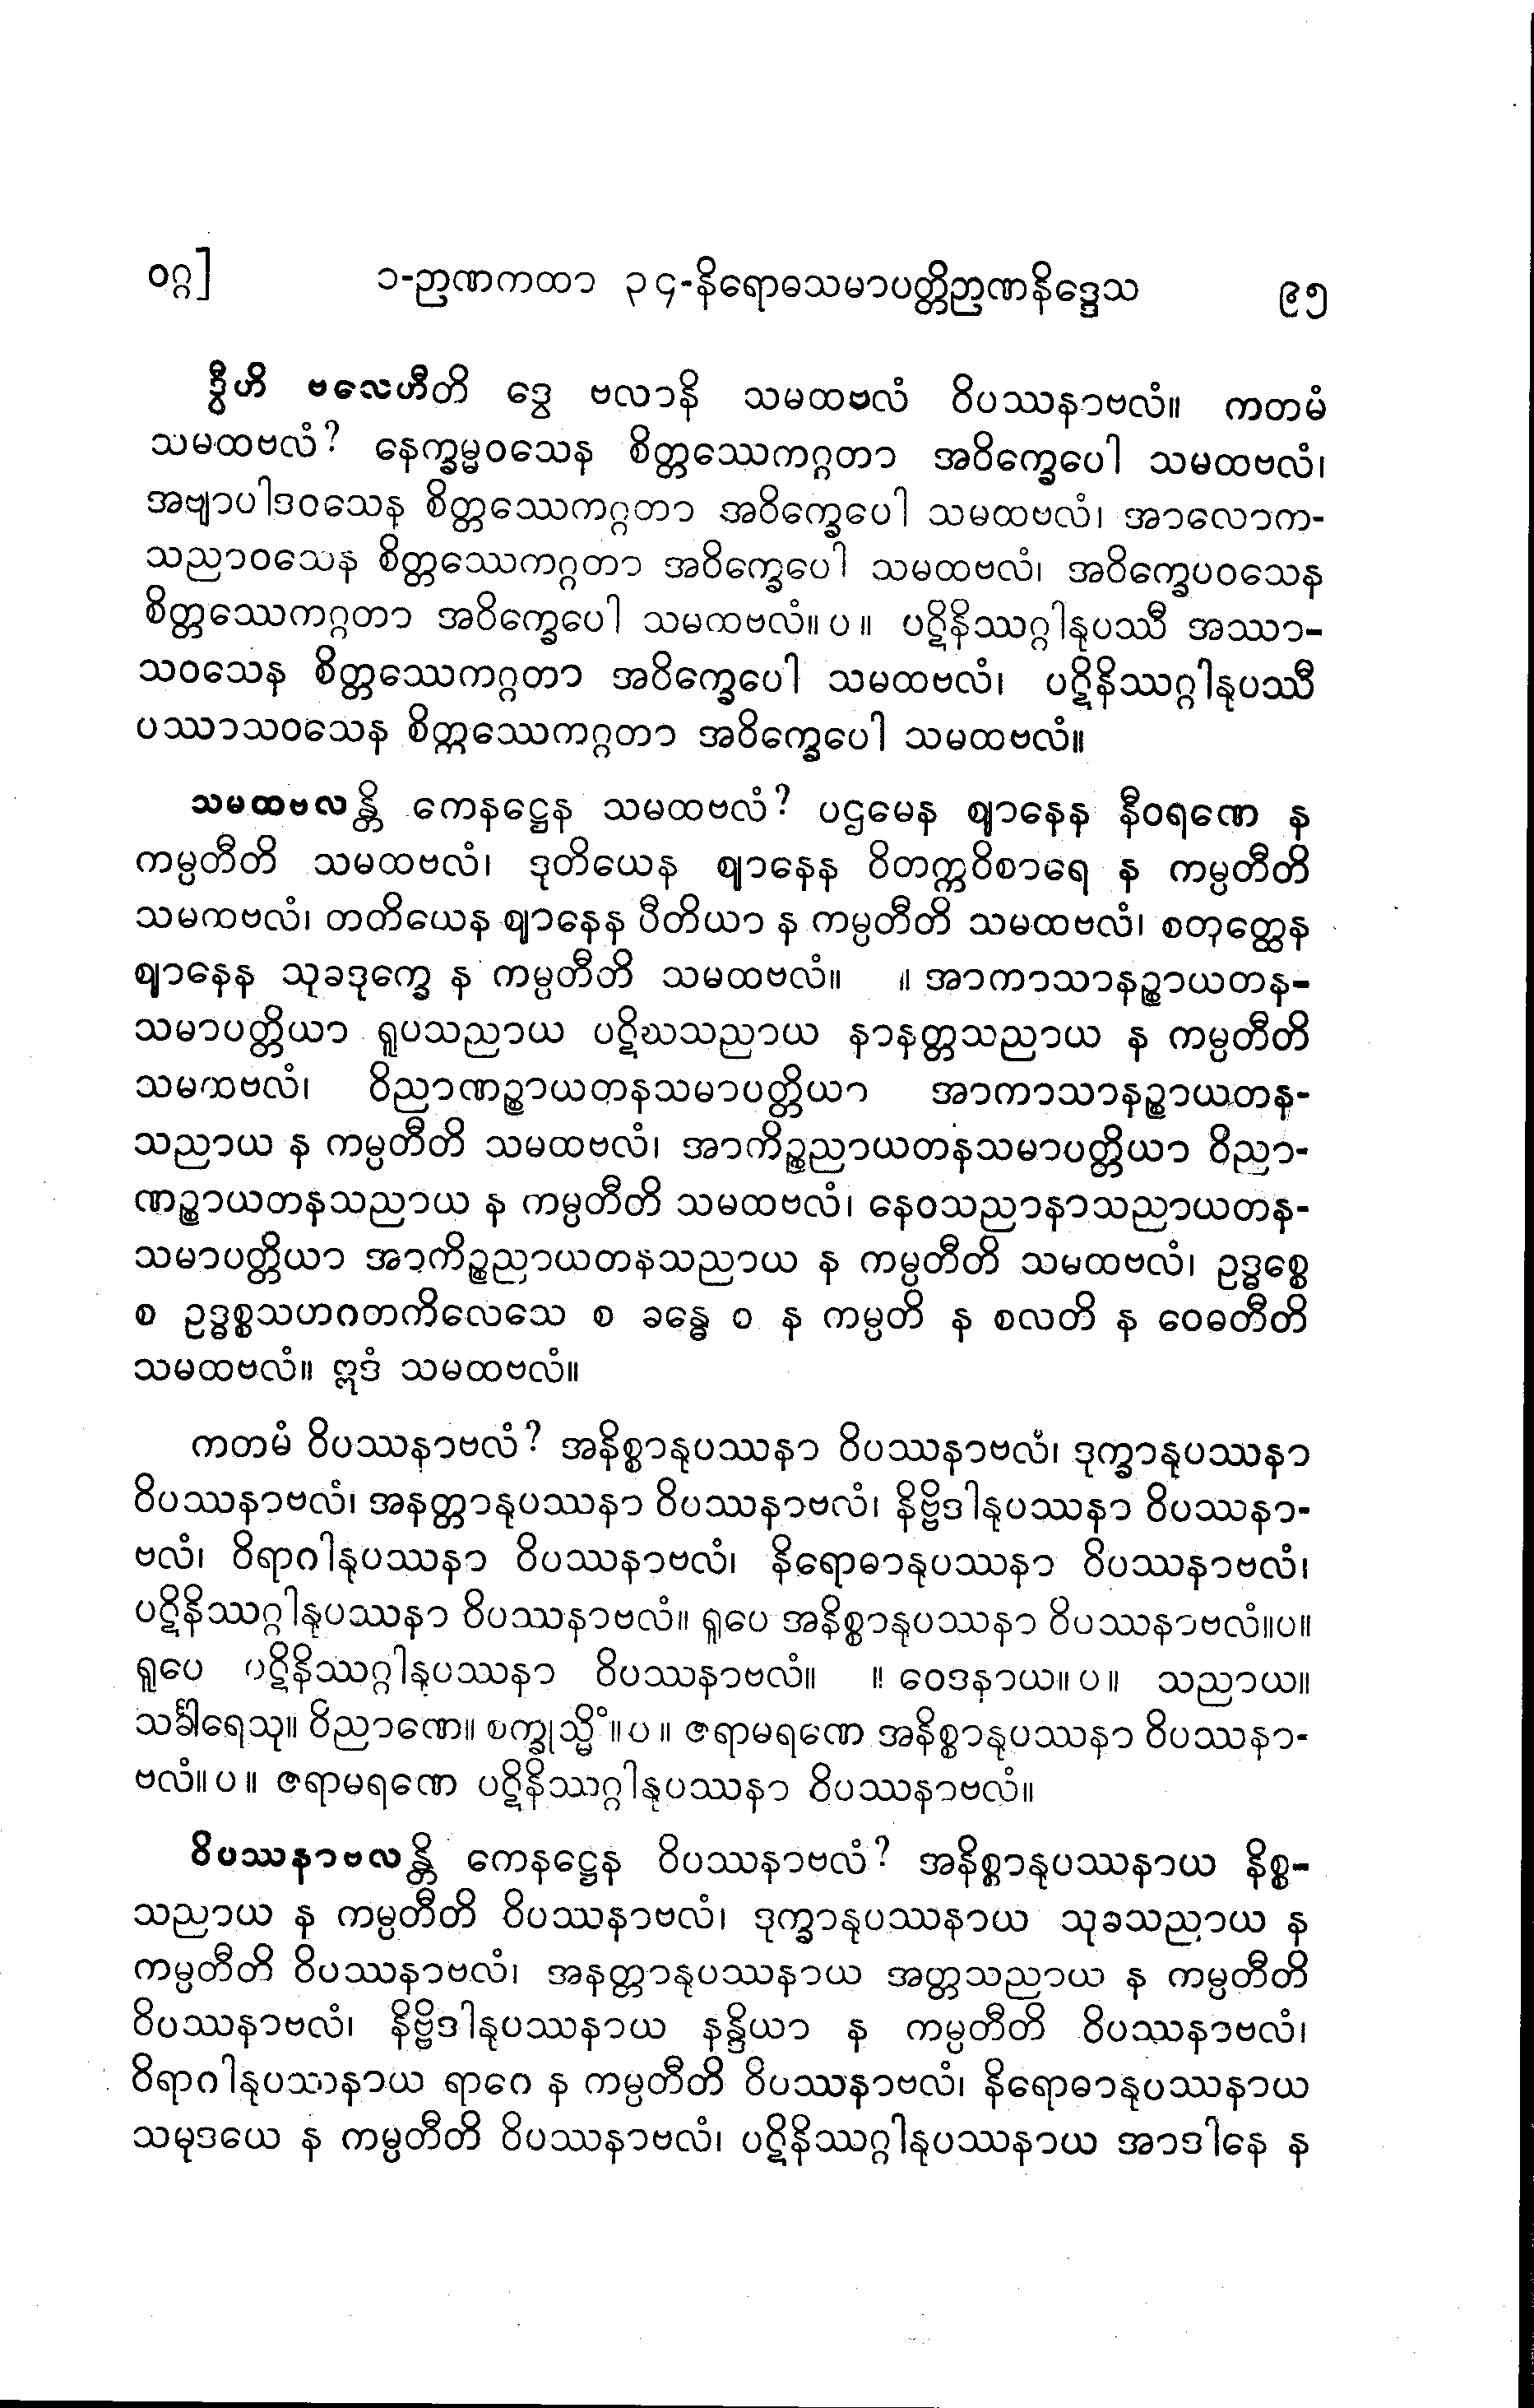 ဝဂ္ဂ] ၁-ဉာဏကထာ ၃၄-နိရောဓသမာပတ္တိဉာဏနိဒ္ဒေသ ၉၅
ဒွီဟိ ဗလေဟီတိ ဒွေ ဗလာနိ သမထဗလံ ဝိပဿနာဗလံ။ ကတမံ
သမထဗလံ? နေက္ခမ္မဝသေန စိတ္တဿေကဂ္ဂတာ အဝိက္ခေပေါ သမထဗလံ၊
အဗျာပါဒဝသေန စိတ္တဿေကဂ္ဂတာ အဝိက္ခေပေါ သမထဗလံ၊ အာလောက-
သညာဝသေန စိတ္တဿေကဂ္ဂတာ အဝိက္ခေပေါ သမထဗလံ၊ အဝိက္ခေပဝသေန
စိတ္တဿေကဂ္ဂတာ အဝိက္ခေပေါ သမထဗလံ။ပ။ ပဋိနိဿဂ္ဂါနုပဿီ အဿာ-
သဝသေန စိတ္တဿေကဂ္ဂတာ အဝိက္ခေပေါ သမထဗလံ၊ ပဋိနိဿဂ္ဂါနုပဿီ
ပဿာသဝသေန စိတ္တဿေကဂ္ဂတာ အဝိက္ခေပေါ သမထဗလံ။
သမထဗလန္တိ ကေနဋ္ဌေန သမထဗလံ? ပဌမေန ဈာနေန နီဝရဏေ န
ကမ္ပတီတိ သမထဗလံ၊ ဒုတိယေန ဈာနေန ဝိတက္ကဝိစာရေ န ကမ္ပတီတိ
သမထဗလံ၊ တတိယေန ဈာနေန ပီတိယာ န ကမ္ပတီတိ သမထဗလံ၊ စတုတ္ထေန
ဈာနေန သုခဒုက္ခေ န ကမ္ပတီတိ သမထဗလံ။ ။ အာကာသာနဉ္စာယတန-
သမာပတ္တိယာ ရူပသညာယ ပဋိဃသညာယ နာနတ္တသညာယ န ကမ္ပတီတိ
သမထဗလံ၊ ဝိညာဏဉ္စာယတနသမာပတ္တိယာ အာကာသာနဉ္စာယတန-
သညာယ န ကမ္ပတီတိ သမထဗလံ၊ အာကိဉ္စညာယတနသမာပတ္တိယာ ဝိညာ-
ဏဉ္စာယတနသညာယ န ကမ္ပတီတိ သမထဗလံ၊ နေဝသညာနာသညာယတန-
သမာပတ္တိယာ အာကိဉ္စညာယတနသညာယ န ကမ္ပတီတိ သမထဗလံ၊ ဥဒ္ဓစ္စေ
စ ဥဒ္ဓစ္စသဟဂတကိလေသေ စ ခန္ဓေ စ န ကမ္ပတိ န စလတိ န ဝေဓတီတိ
သမထဗလံ။ ဣဒံ သမထဗလံ။
ကတမံ ဝိပဿနာဗလံ? အနိစ္စာနုပဿနာ ဝိပဿနာဗလံ၊ ဒုက္ခာနုပဿနာ
ဝိပဿနာဗလံ၊ အနတ္တာနုပဿနာ ဝိပဿနာဗလံ၊ နိဗ္ဗိဒါနုပဿနာ ဝိပဿနာ-
ဗလံ၊ ဝိရာဂါနုပဿနာ ဝိပဿနာဗလံ၊ နိရောဓာနုပဿနာ ဝိပဿနာဗလံ၊
ပဋိနိဿဂ္ဂါနုပဿနာ ဝိပဿနာဗလံ။ ရူပေ အနိစ္စာနုပဿနာ ဝိပဿနာဗလံ။ပ။
ရူပေ ပဋိနိဿဂ္ဂါနုပဿနာ ဝိပဿနာဗလံ။ ။ ဝေဒနာယ။ပ။ သညာယ။
သင်္ခါရေသု။ ဝိညာဏေ။ စက္ခုသ္မိံ။ပ။ ဇရာမရဏေ အနိစ္စာနုပဿနာ ဝိပဿနာ-
ဗလံ။ပ။ ဇရာမရဏေ ပဋိနိဿဂ္ဂါနုပဿနာ ဝိပဿနာဗလံ။
ဝိပဿနာဗလန္တိ ကေနဋ္ဌေန ဝိပဿနာဗလံ? အနိစ္စာနုပဿနာယ နိစ္စ-
သညာယ န ကမ္ပတီတိ ဝိပဿနာဗလံ၊ ဒုက္ခာနုပဿနာယ သုခသညာယ န
ကမ္ပတီတိ ဝိပဿနာဗလံ၊ အနတ္တာနုပဿနာယ အတ္တသညာယ န ကမ္ပတီတိ
ဝိပဿနာဗလံ၊ နိဗ္ဗိဒါနုပဿနာယ နန္ဒိယာ န ကမ္ပတီတိ ဝိပဿနာဗလံ၊
ဝိရာဂါနုပဿနာယ ရာဂေ န ကမ္ပတီတိ ဝိပဿနာဗလံ၊ နိရောဓာနုပဿနာယ
သမုဒယေ န ကမ္ပတီတိ ဝိပဿနာဗလံ၊ ပဋိနိဿဂ္ဂါနုပဿနာယ အာဒါနေ န